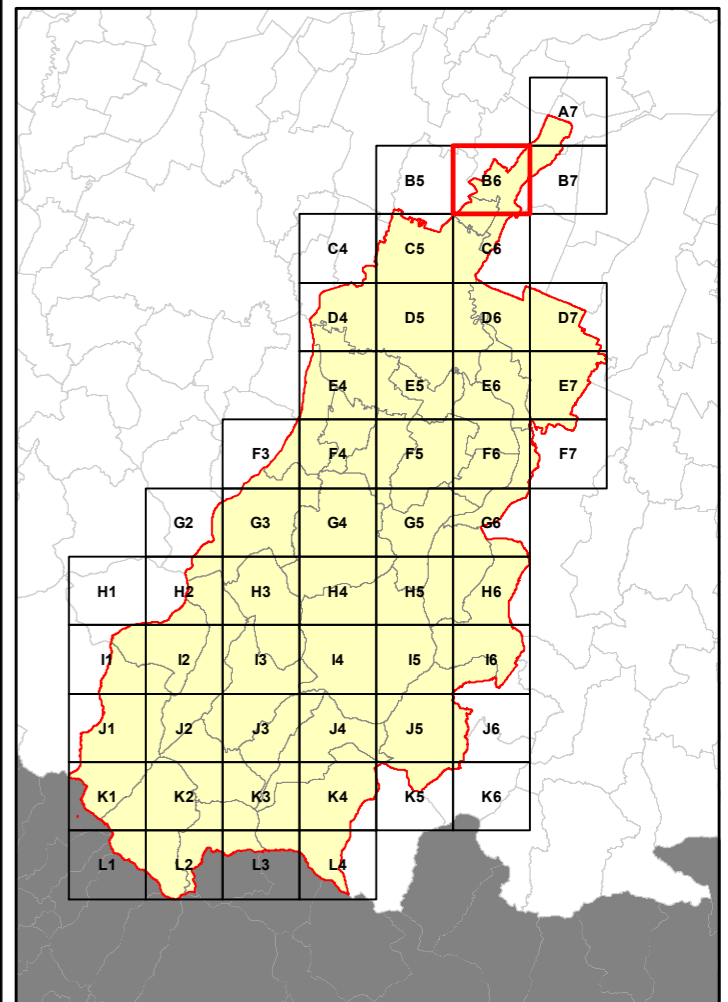 A7
B5 B6 B7
C4 C5 C6
D4 D5 D6 D7
E4 E5 E6 E7
F3 F4 F5 F6 F7
G2 G3 G4 G5 G6
H1 H2 H3 H4 H5 H6
I1 I2 I3 I4 I5 I6
J1 J2 J3 J4 J5 J6
K1 K2 K3 K4 K5 K6
L1 L2 L3 L4